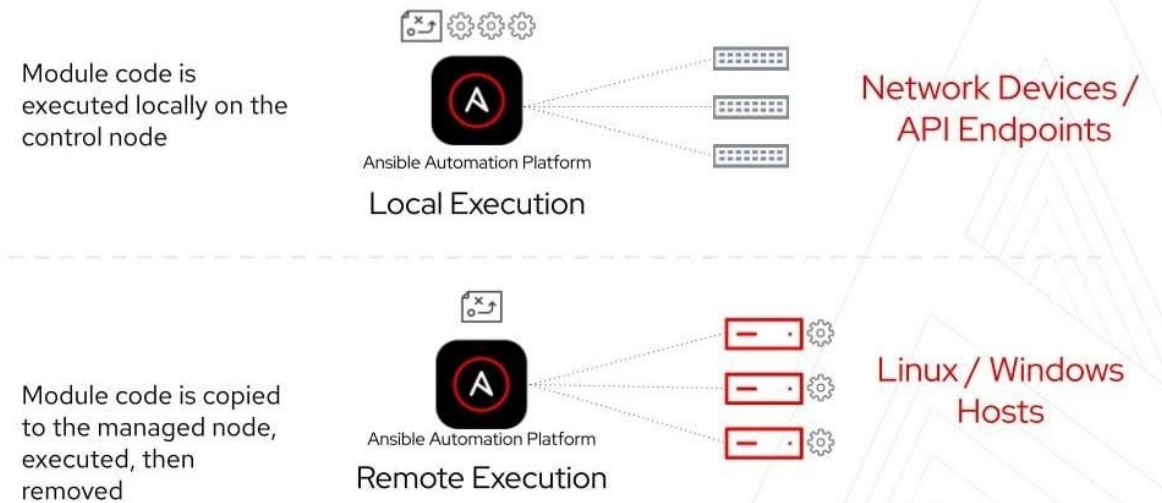 Module code is
executed locally on the
control node
Ansible Automation Platform
Local Execution
Network Devices /
API Endpoints
Module code is copied
to the managed node,
executed, then
removed
Ansible Automation Platform
Remote Execution
Linux / Windows
Hosts